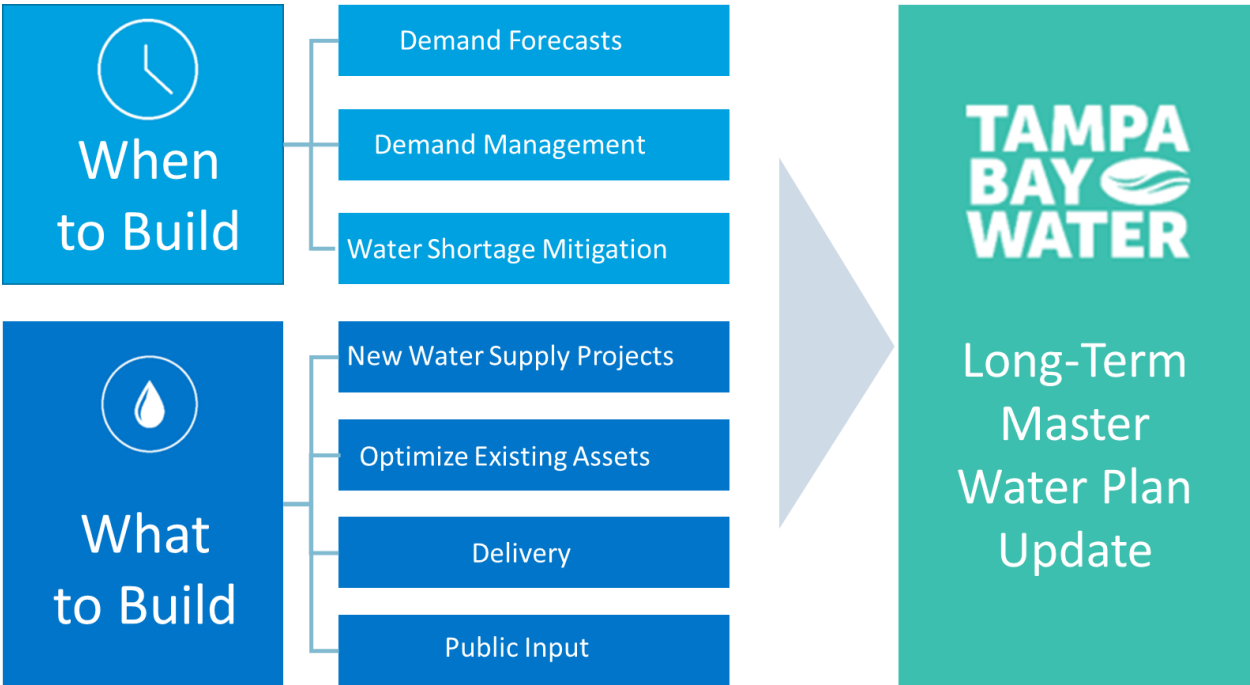 When
to Build
Demand Forecasts
Demand Management
Water Shortage Mitigation
What
to Build
New Water Supply Projects
Optimize Existing Assets
Delivery
Public Input
TAMPA
BAY
WATER
Long-Term
Master
Water Plan
Update